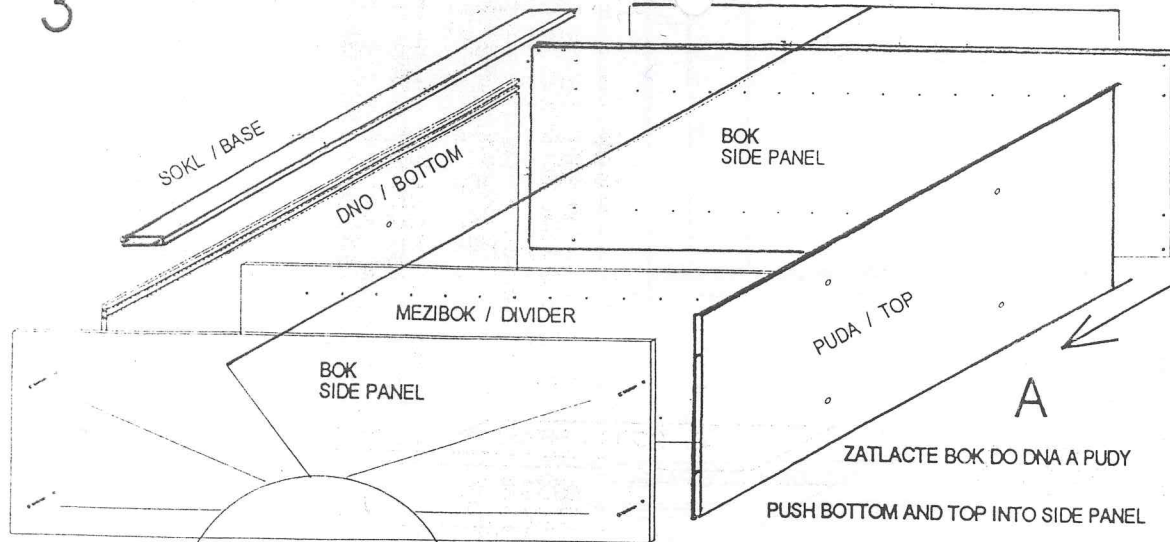 3
SOKL / BASE
DNO / BOTTOM
BOK
SIDE PANEL
MEZIBOK / DIVIDER
BOK
SIDE PANEL
PUDA / TOP
A
ZATLACTE BOK DO DNA A PUDY
PUSH BOTTOM AND TOP INTO SIDE PANEL